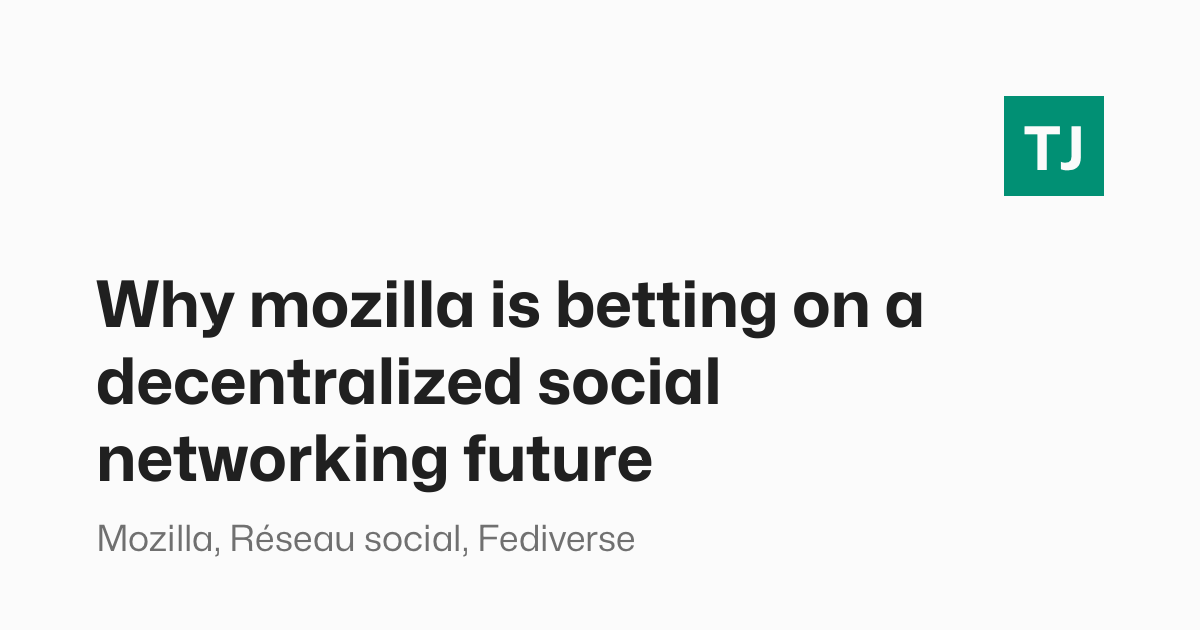 TJ
Why mozilla is betting on a
decentralized social
networking future
Mozilla, Réseau social, Fediverse